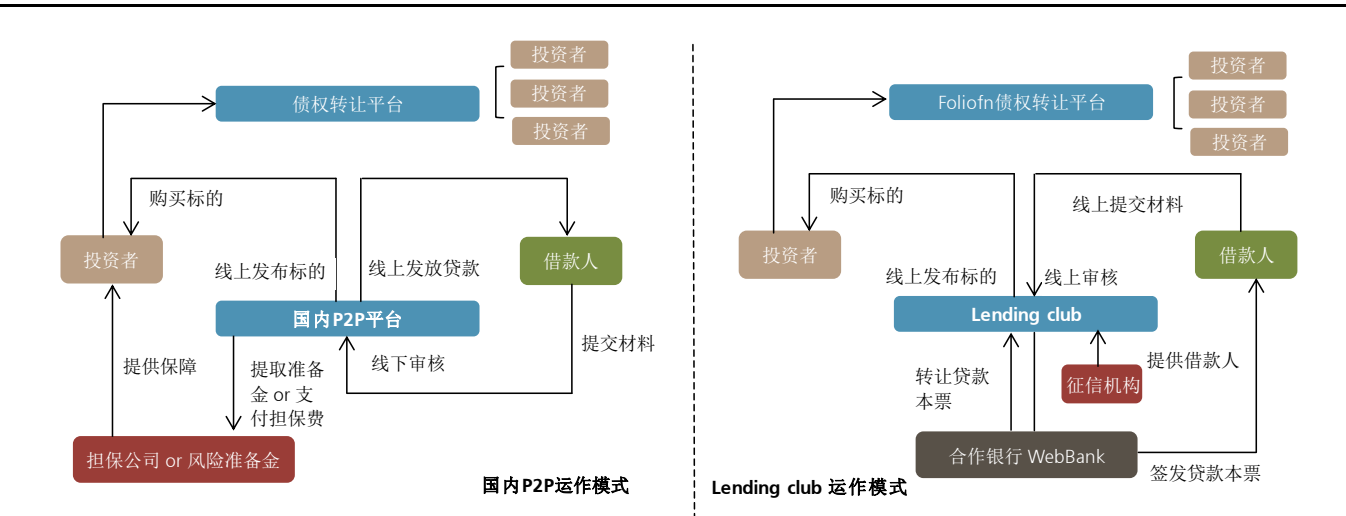 投资者
债权转让平台
投资者
投资者
购买标的
投资者
线上发布标的
线上发放贷款
借款人
国内P2P平台
提供保障
提取准备
金 or 支
付担保费
线下审核
提交材料
担保公司 or 风险准备金
国内P2P运作模式
投资者
Foliofn债权转让平台
投资者
投资者
购买标的
线上提交材料
投资者
借款人
线上发布标的
线上审核
Lending club
转让贷款
本票
提供借款人
征信机构
合作银行 WebBank
签发贷款本票
Lending club 运作模式